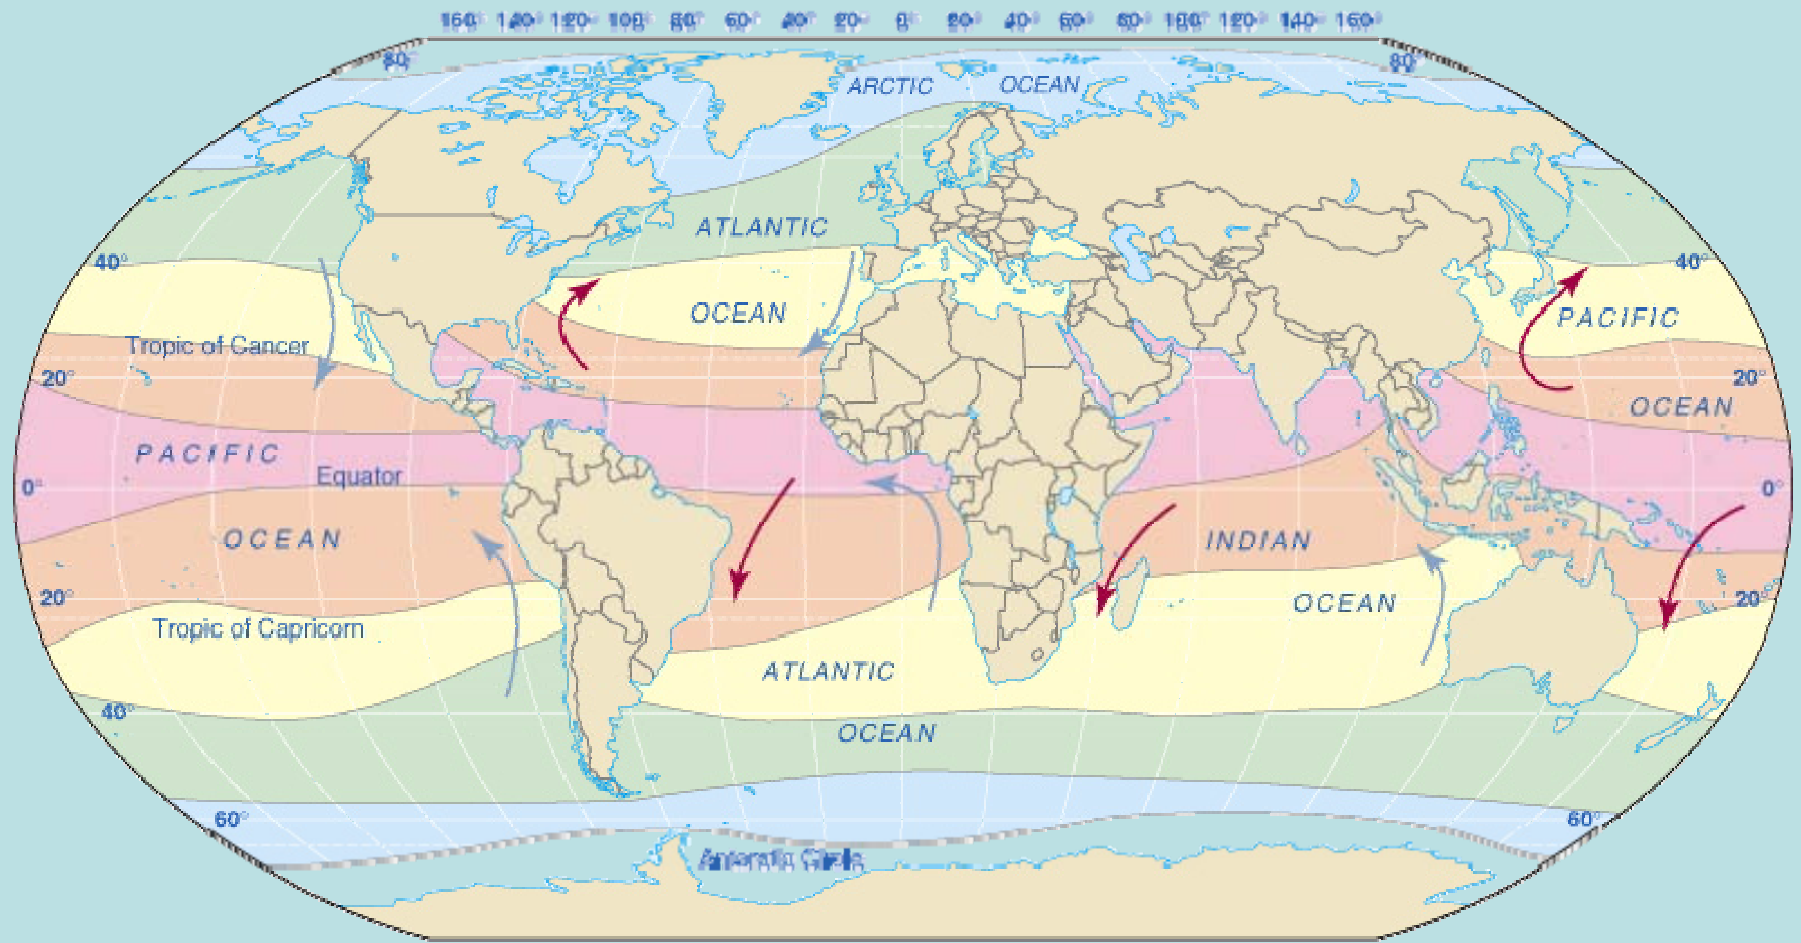 160° 140° 120° 100° 80° 60° 40° 20° 0° 20° 40° 60° 80° 100° 120° 140° 160°
80° 80°
ARCTIC OCEAN
ATLANTIC
40° 40°
OCEAN PACIFIC
Tropic of Cancer
20° 20°
OCEAN
PACIFIC
Equator
0° 0°
OCEAN INDIAN
20° OCEAN 20°
Tropic of Capricorn
ATLANTIC
40°
OCEAN
60° 60°
Antarctic Circle